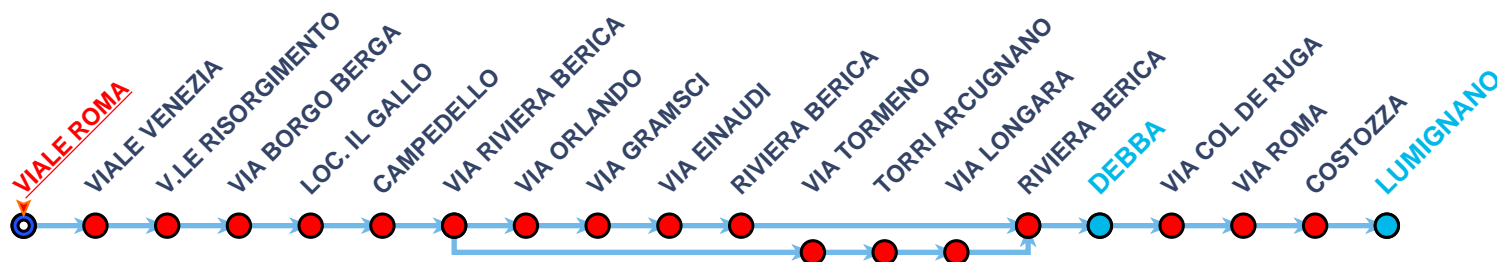 VIALE ROMA
VIALE VENEZIA
V.LE RISORGIMENTO
VIA BORGO BERGA
LOC. IL GALLO
CAMPEDELLO
VIA RIVIERA BERICA
VIA ORLANDO
VIA GRAMSCI
VIA EINAUDI
RIVIERA BERICA
VIA TORMENO
TORRI ARCUGNANO
VIA LONGARA
RIVIERA BERICA
DEBBA
VIA COL DE RUGA
VIA ROMA
COSTOZZA
LUMIGNANO